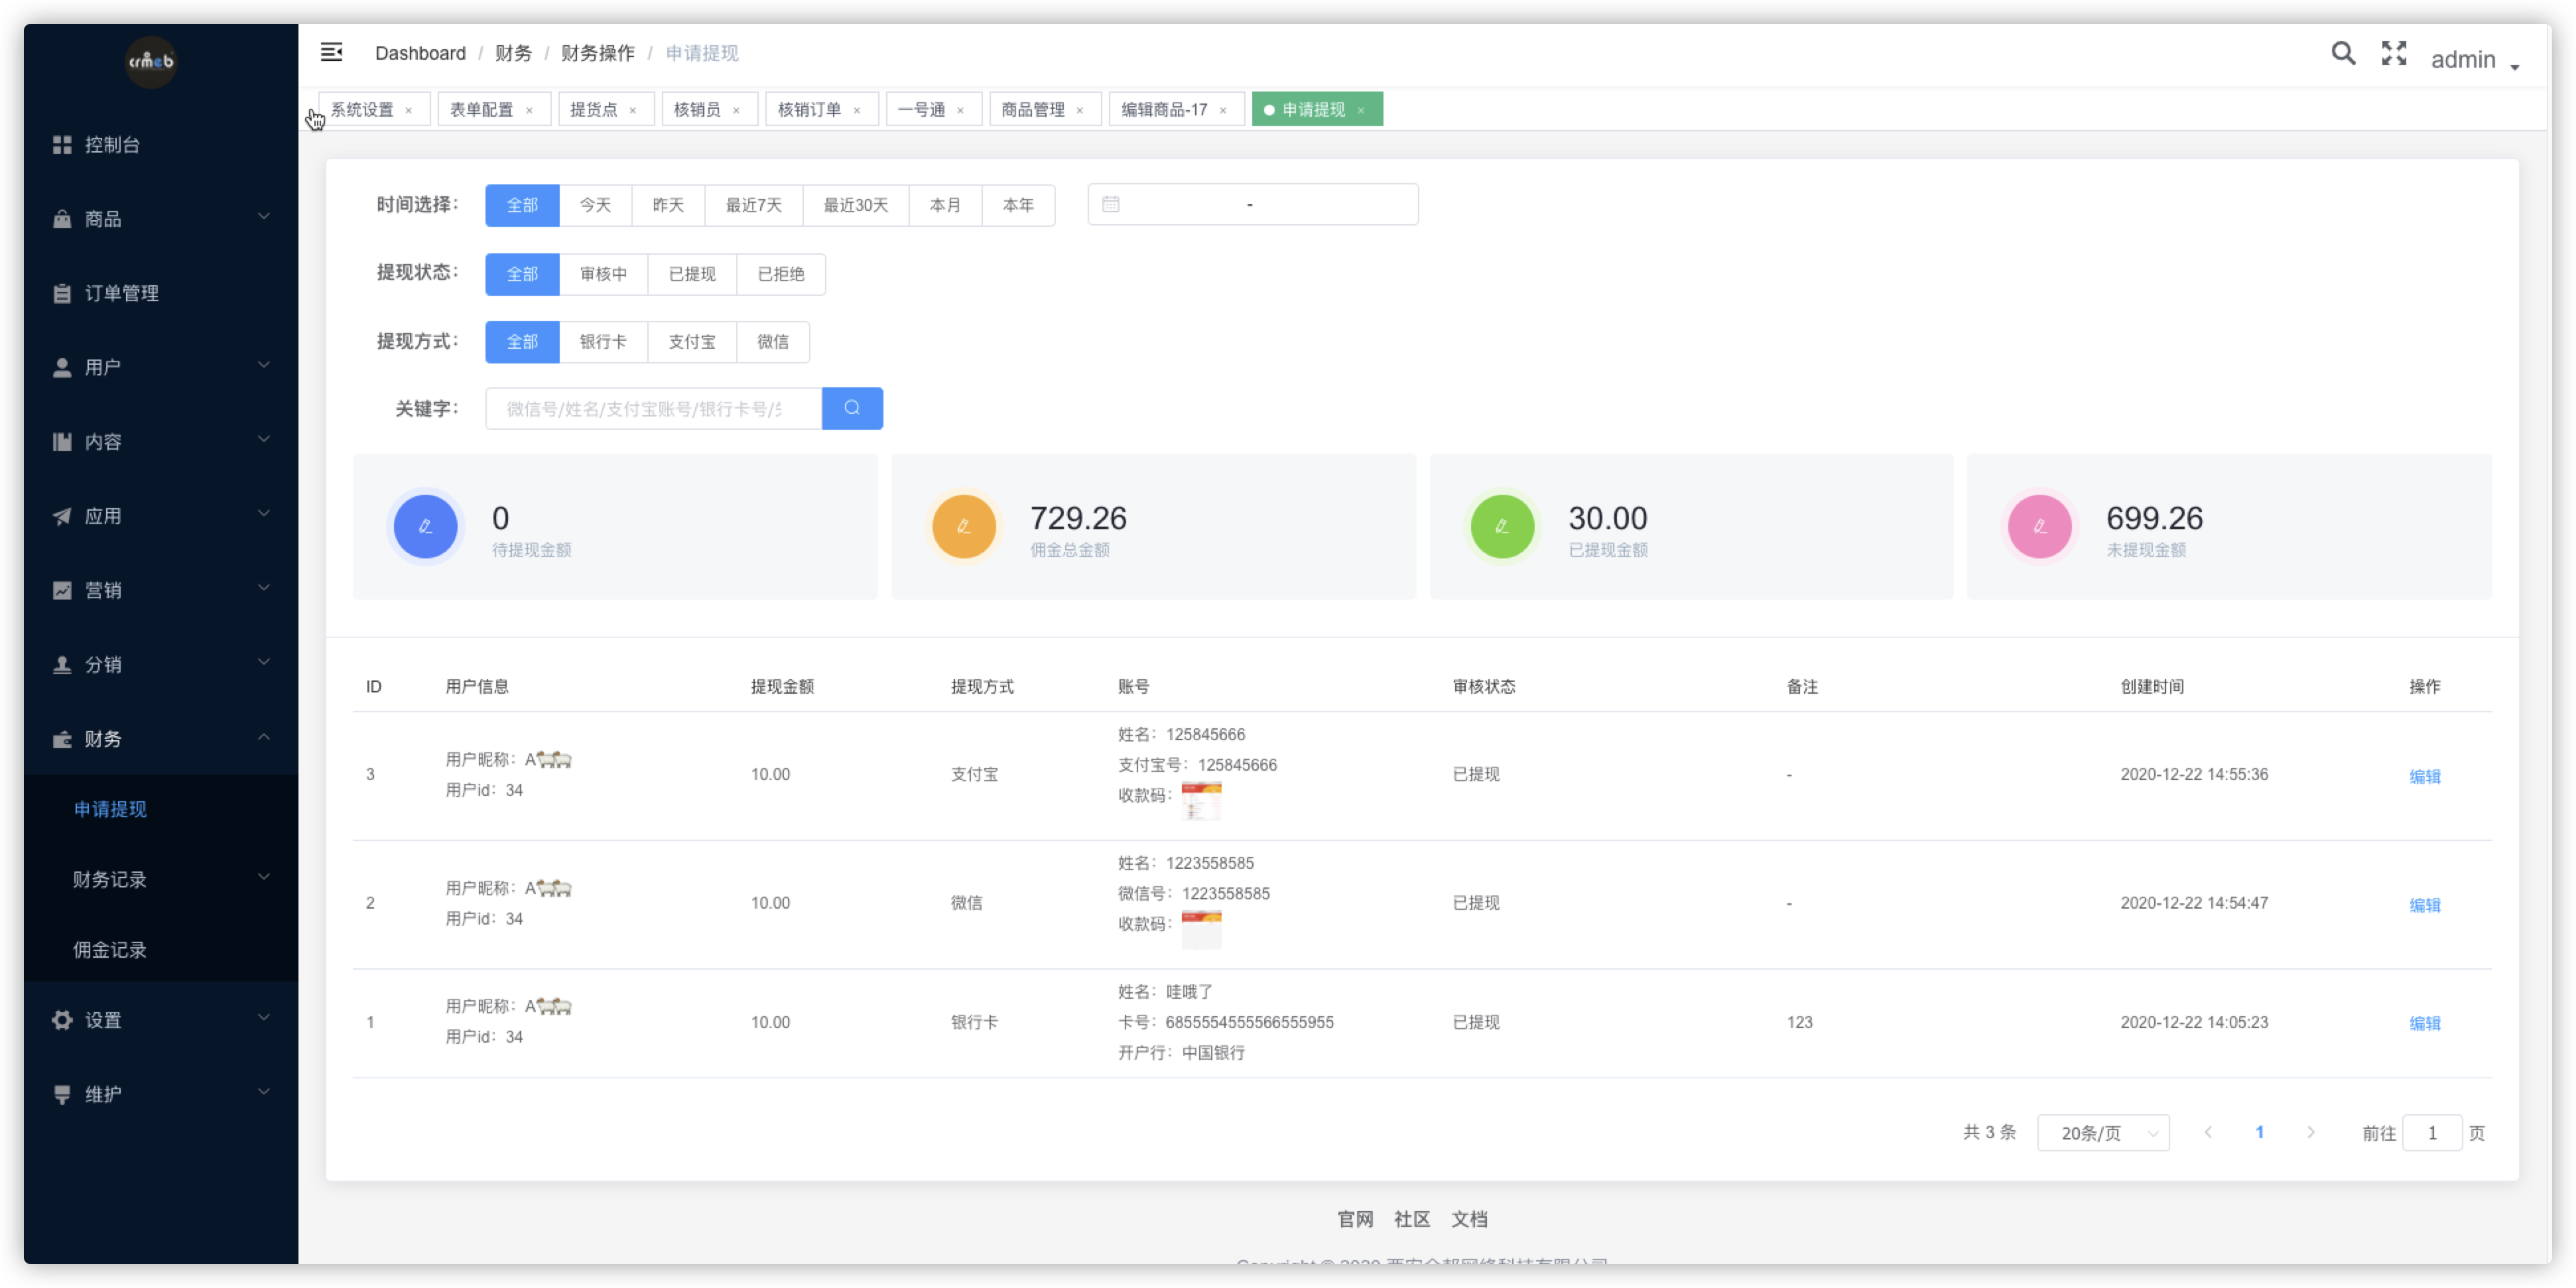 crmeb
Dashboard / 财务 / 财务操作 / 申请提现
admin
系统设置 × 表单配置 × 提货点 × 核销员 × 核销订单 × 一号通 × 商品管理 × 编辑商品-17 × 申请提现 ×
控制台
商品
订单管理
用户
内容
应用
营销
分销
财务
申请提现
财务记录
佣金记录
设置
维护
时间选择： 全部 今天 昨天 最近7天 最近30天 本月 本年 -
提现状态： 全部 审核中 已提现 已拒绝
提现方式： 全部 银行卡 支付宝 微信
关键字： 微信号/姓名/支付宝账号/银行卡号/
0
待提现金额
729.26
佣金总金额
30.00
已提现金额
699.26
未提现金额
ID 用户信息 提现金额 提现方式 账号 审核状态 备注 创建时间 操作
3 用户昵称：A🐏🐏 用户id：34 10.00 支付宝 姓名：125845666 支付宝号：125845666 收款码： 已提现 - 2020-12-22 14:55:36 编辑
2 用户昵称：A🐏🐏 用户id：34 10.00 微信 姓名：1223558585 微信号：1223558585 收款码： 已提现 - 2020-12-22 14:54:47 编辑
1 用户昵称：A🐏🐏 用户id：34 10.00 银行卡 姓名：哇哦了 卡号：6855554555566555955 开户行：中国银行 已提现 123 2020-12-22 14:05:23 编辑
共 3 条 20条/页 1 前往 1 页
官网 社区 文档
Copyright © 2020